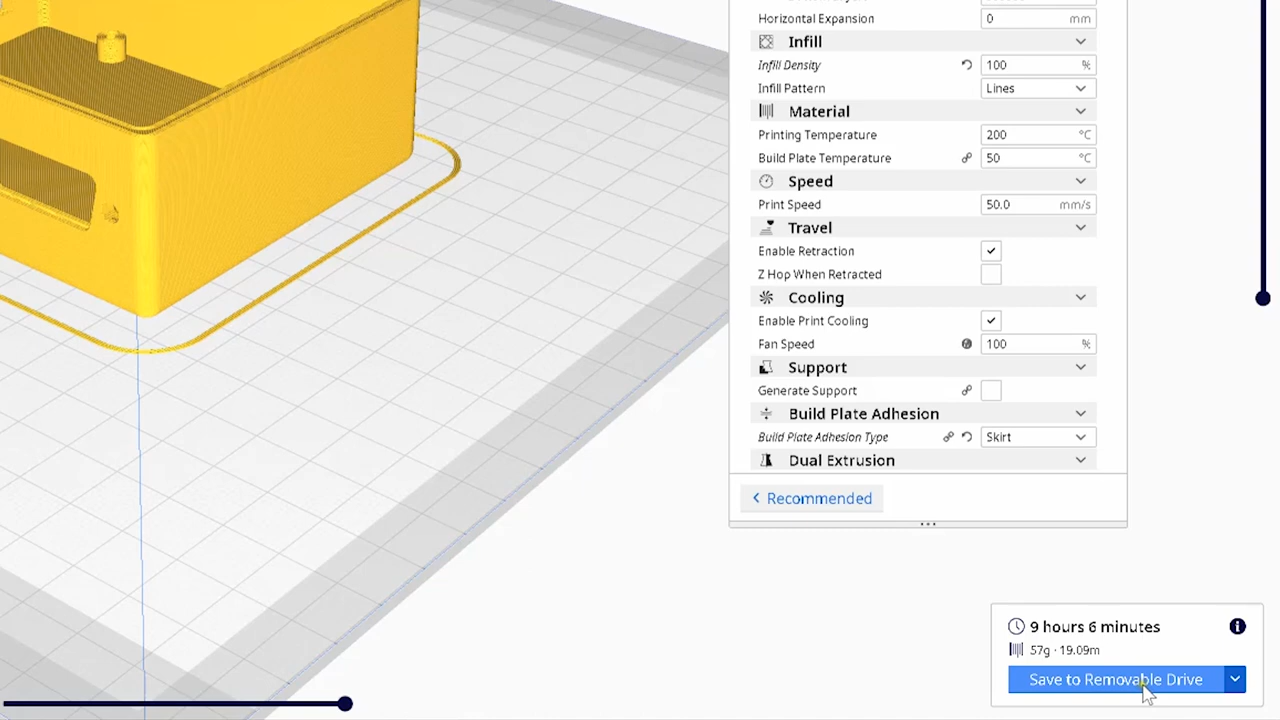 Horizontal Expansion 0 mm
Infill
Infill Density 100 %
Infill Pattern Lines
Material
Printing Temperature 200 °C
Build Plate Temperature 50 °C
Speed
Print Speed 50.0 mm/s
Travel
Enable Retraction
Z Hop When Retracted
Cooling
Enable Print Cooling
Fan Speed 100 %
Support
Generate Support
Build Plate Adhesion
Build Plate Adhesion Type Skirt
Dual Extrusion
Recommended
9 hours 6 minutes
57g · 19.09m
Save to Removable Drive